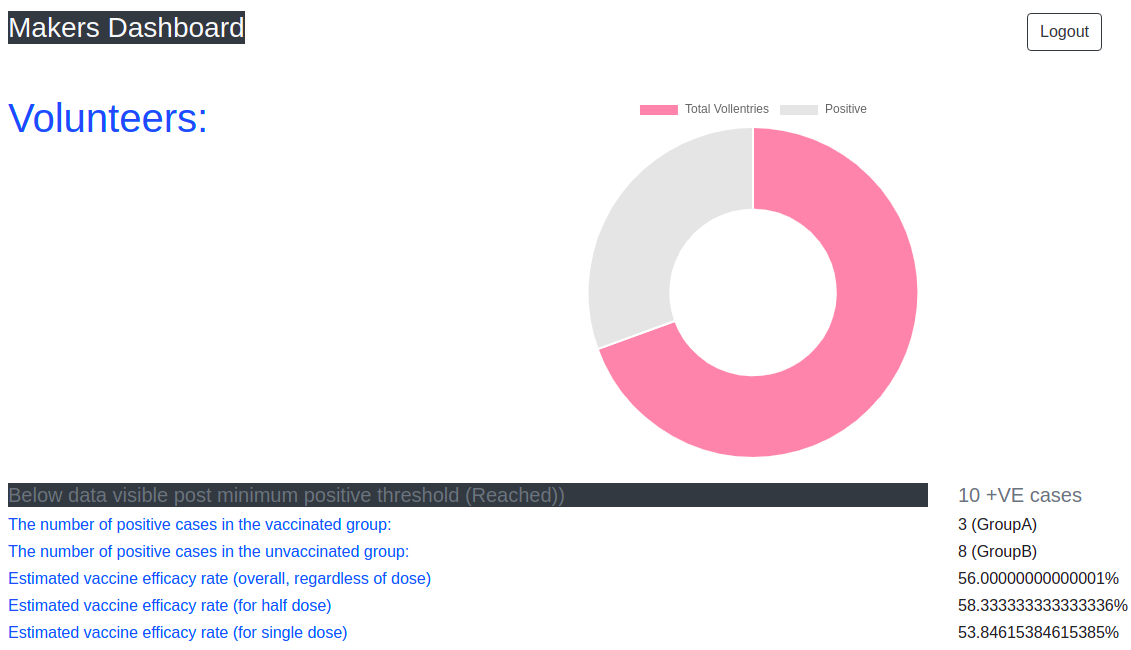 Makers Dashboard
Logout
Volunteers:
Total Vollentries
Positive
Below data visible post minimum positive threshold (Reached))
10 +VE cases
The number of positive cases in the vaccinated group:
3 (GroupA)
The number of positive cases in the unvaccinated group:
8 (GroupB)
Estimated vaccine efficacy rate (overall, regardless of dose)
56.00000000000001%
Estimated vaccine efficacy rate (for half dose)
58.333333333333336%
Estimated vaccine efficacy rate (for single dose)
53.84615384615385%